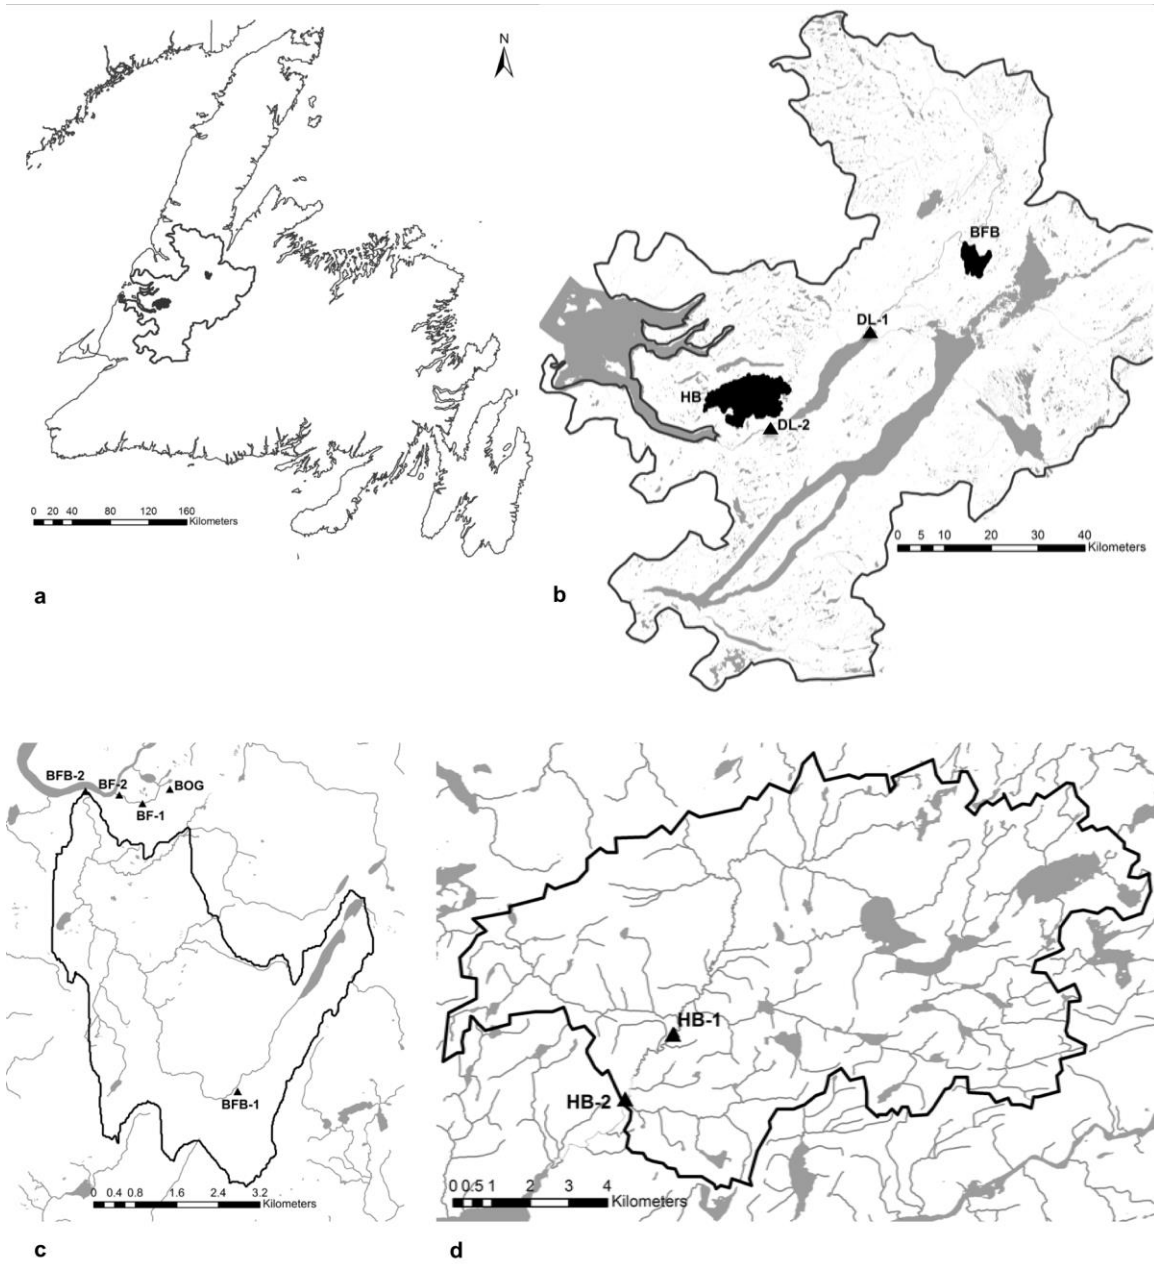 N
0 20 40 80 120 160
Kilometers
a
BFB
DL-1
HB
DL-2
0 5 10 20 30 40
Kilometers
b
BFB-2
BF-2
BOG
BF-1
BFB-1
0 0.4 0.8 1.6 2.4 3.2
Kilometers
c
HB-1
HB-2
0 0.5 1 2 3 4
Kilometers
d